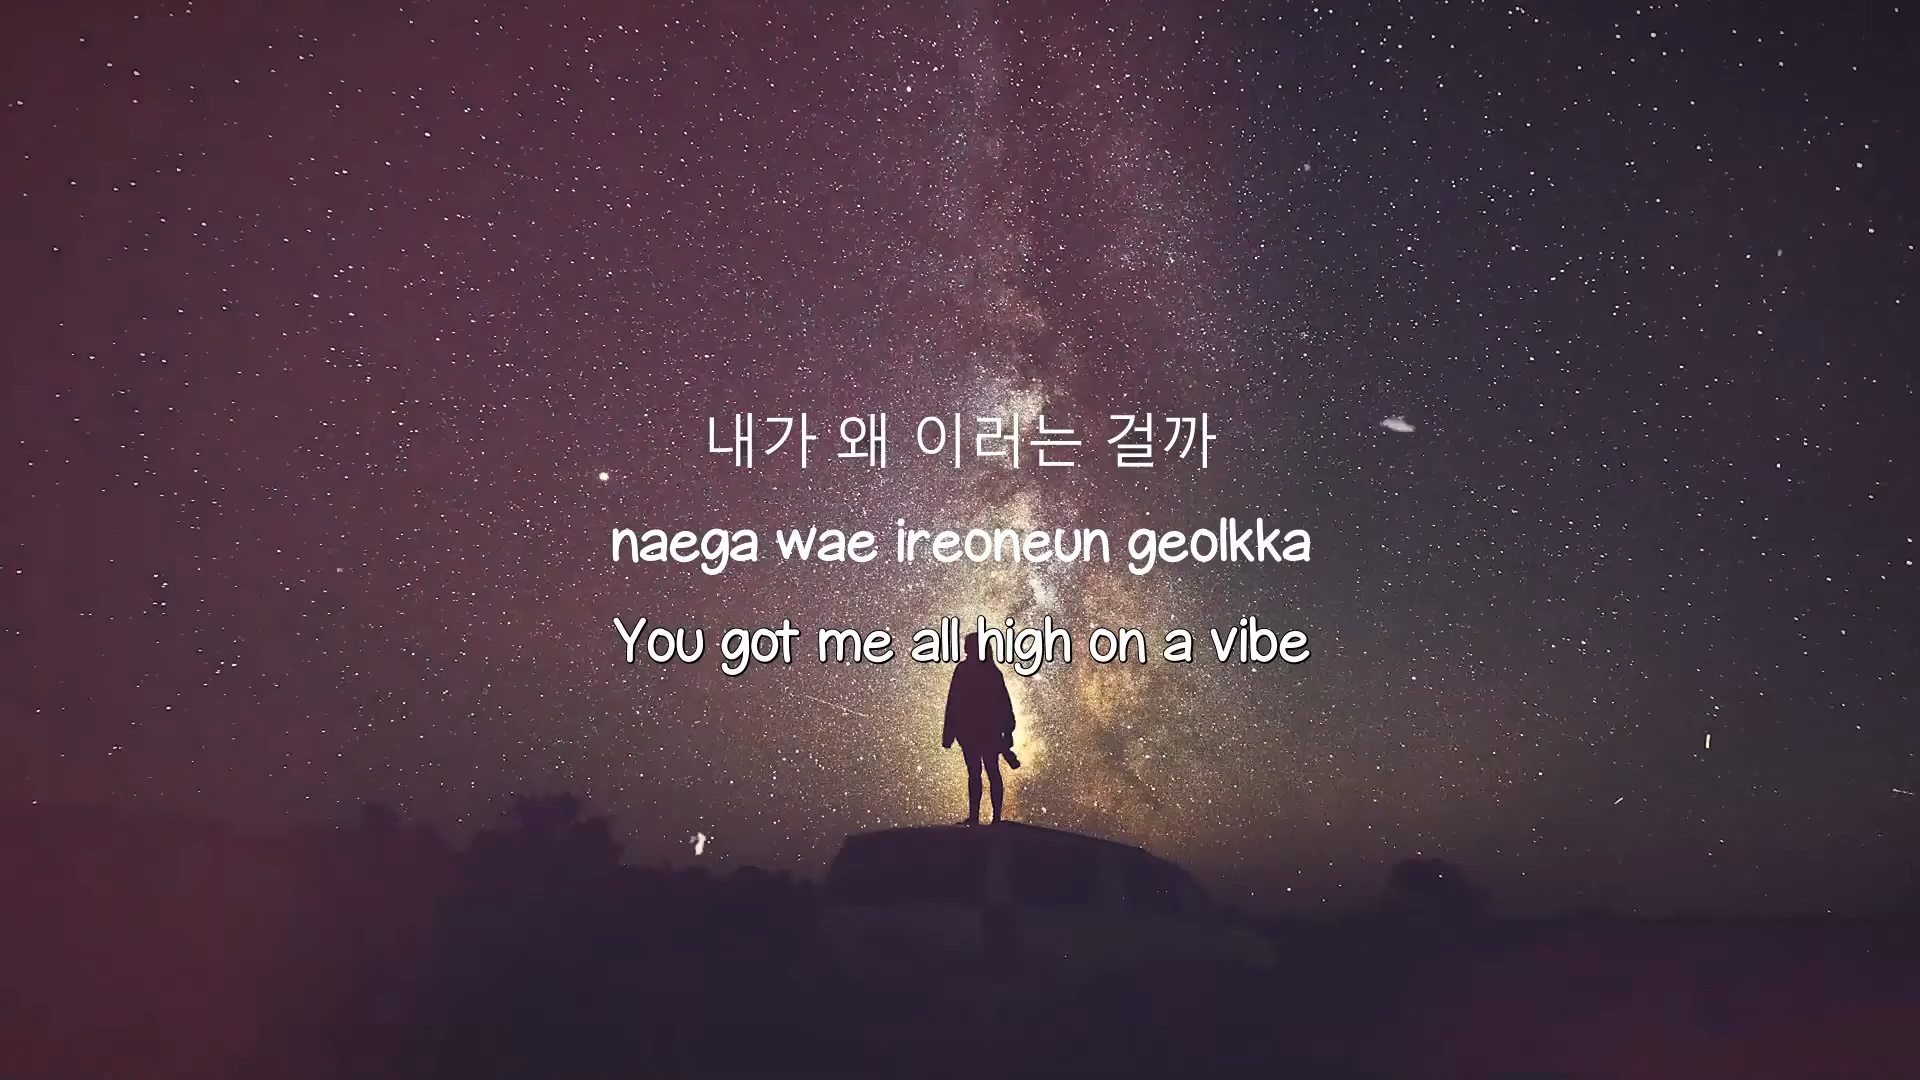 내가 왜 이러는 걸까
naega wae ireoneun geolkka
You got me all high on a vibe